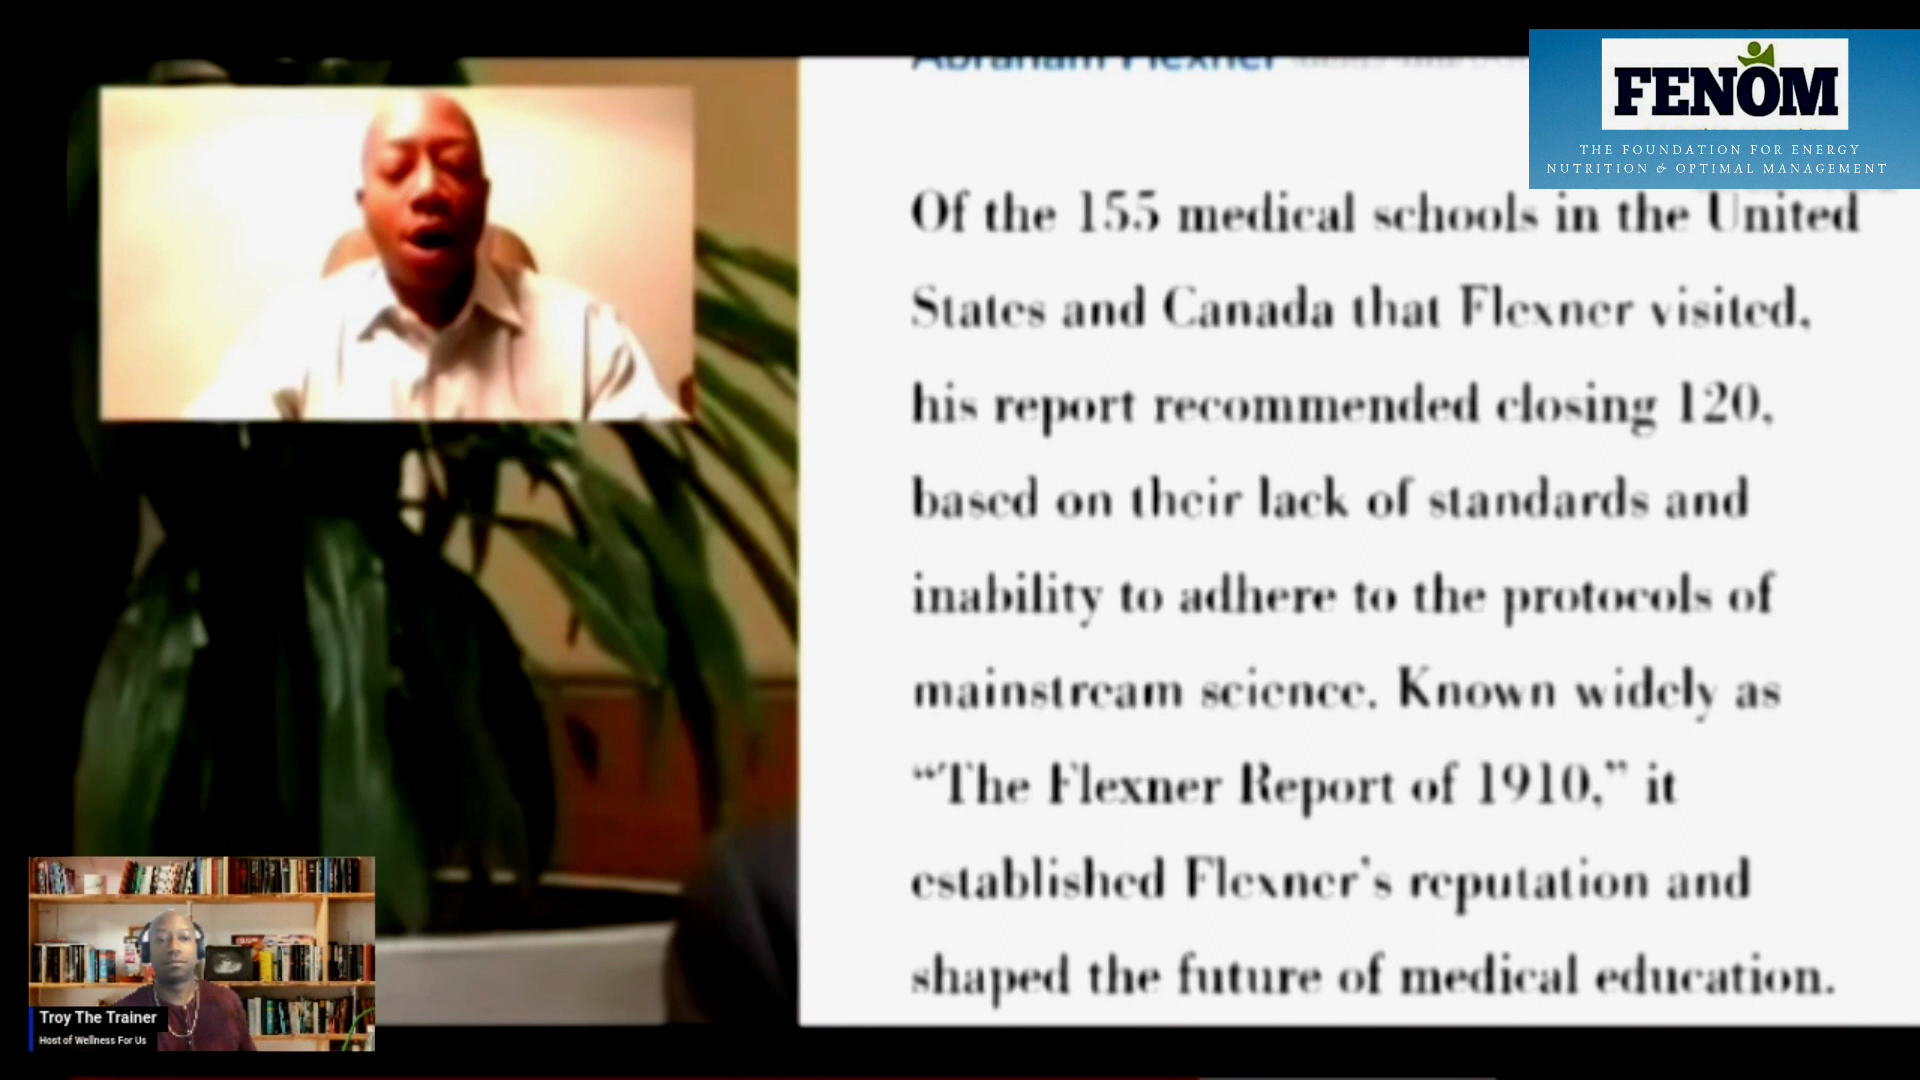 Abraham Flexner
FENOM
THE FOUNDATION FOR ENERGY
NUTRITION & OPTIMAL MANAGEMENT
Of the 155 medical schools in the United
States and Canada that Flexner visited,
his report recommended closing 120,
based on their lack of standards and
inability to adhere to the protocols of
mainstream science. Known widely as
“The Flexner Report of 1910,” it
established Flexner’s reputation and
shaped the future of medical education.
Troy The Trainer
Host of Wellness For Us